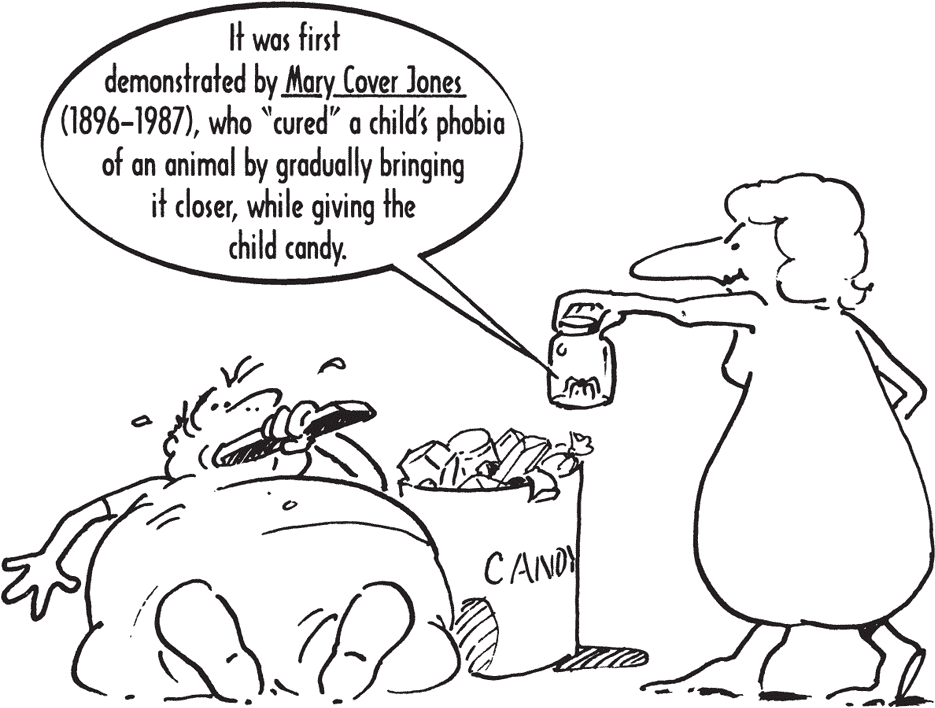 It was first
demonstrated by Mary Cover Jones
(1896–1987), who "cured" a child's phobia
of an animal by gradually bringing
it closer, while giving the
child candy.
CANDY